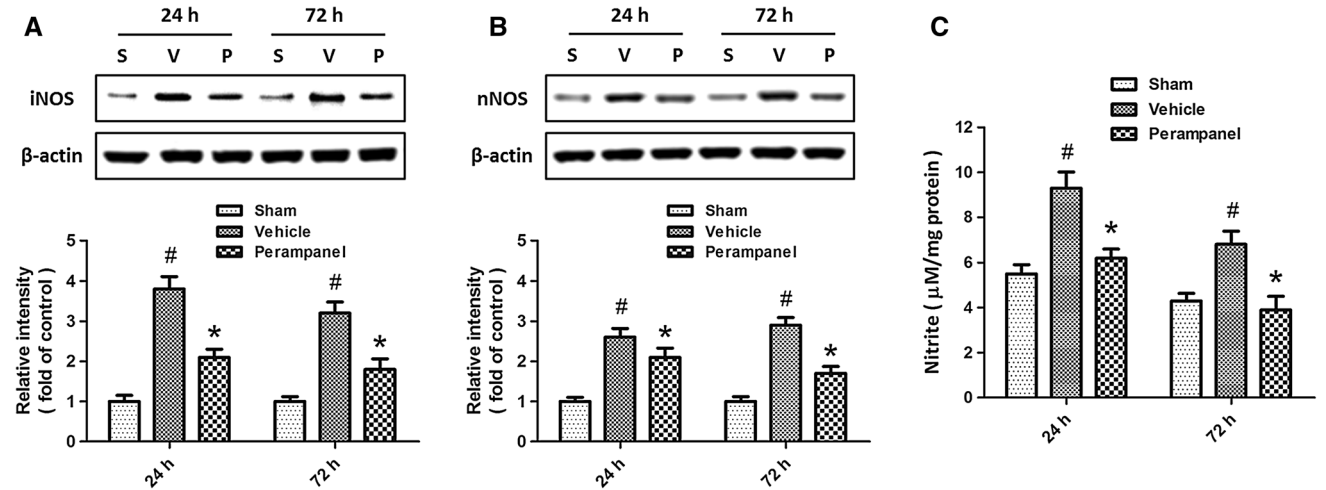 A
24 h
72 h
S V P S V P
iNOS
β-actin
Sham
Vehicle
Perampanel
Relative intensity
( fold of control )
5
4
3
2
1
0
#
*
#
*
24 h
72 h
B
24 h
72 h
S V P S V P
nNOS
β-actin
Sham
Vehicle
Perampanel
Relative intensity
( fold of control )
5
4
3
2
1
0
#
*
#
*
24 h
72 h
C
Sham
Vehicle
Perampanel
Nitrite ( μM/mg protein )
12
10
8
6
4
2
0
#
*
#
*
24 h
72 h